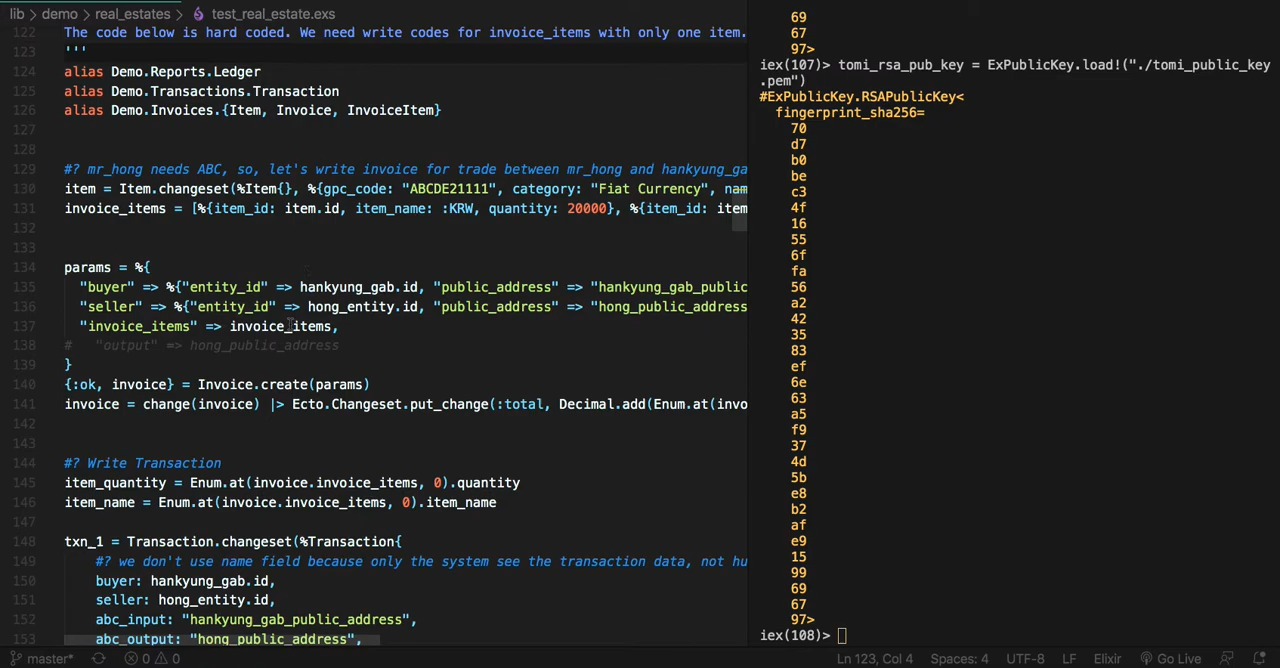 lib > demo > real_estates > test_real_estate.exs
122 The code below is hard coded. We need write codes for invoice_items with only one item.
123 '''
124 alias Demo.Reports.Ledger
125 alias Demo.Transactions.Transaction
126 alias Demo.Invoices.{Item, Invoice, InvoiceItem}
127
128
129 #? mr_hong needs ABC, so, let's write invoice for trade between mr_hong and hankyung_ga
130 item = Item.changeset(%Item{}, %{gpc_code: "ABCDE21111", category: "Fiat Currency", nam
131 invoice_items = [%{item_id: item.id, item_name: :KRW, quantity: 20000}, %{item_id: item
132
133
134 params = %{
135 "buyer" => %{"entity_id" => hankyung_gab.id, "public_address" => "hankyung_gab_public
136 "seller" => %{"entity_id" => hong_entity.id, "public_address" => "hong_public_address
137 "invoice_items" => invoice_items,
138 # "output" => hong_public_address
139 }
140 {:ok, invoice} = Invoice.create(params)
141 invoice = change(invoice) |> Ecto.Changeset.put_change(:total, Decimal.add(Enum.at(invo
142
143
144 #? Write Transaction
145 item_quantity = Enum.at(invoice.invoice_items, 0).quantity
146 item_name = Enum.at(invoice.invoice_items, 0).item_name
147
148 txn_1 = Transaction.changeset(%Transaction{
149 #? we don't use name field because only the system see the transaction data, not hu
150 buyer: hankyung_gab.id,
151 seller: hong_entity.id,
152 abc_input: "hankyung_gab_public_address",
153 abc_output: "hong_public_address",
69
67
97>
iex(107)> tomi_rsa_pub_key = ExPublicKey.load!("./tomi_public_key
.pem")
#ExPublicKey.RSAPublicKey<
fingerprint_sha256=
70
d7
b0
be
c3
4f
16
55
6f
fa
56
a2
42
35
83
ef
6e
63
a5
f9
37
4d
5b
e8
b2
af
e9
15
99
69
67
97>
iex(108)>
master* 0 0 Ln 123, Col 4 Spaces: 4 UTF-8 LF Elixir Go Live